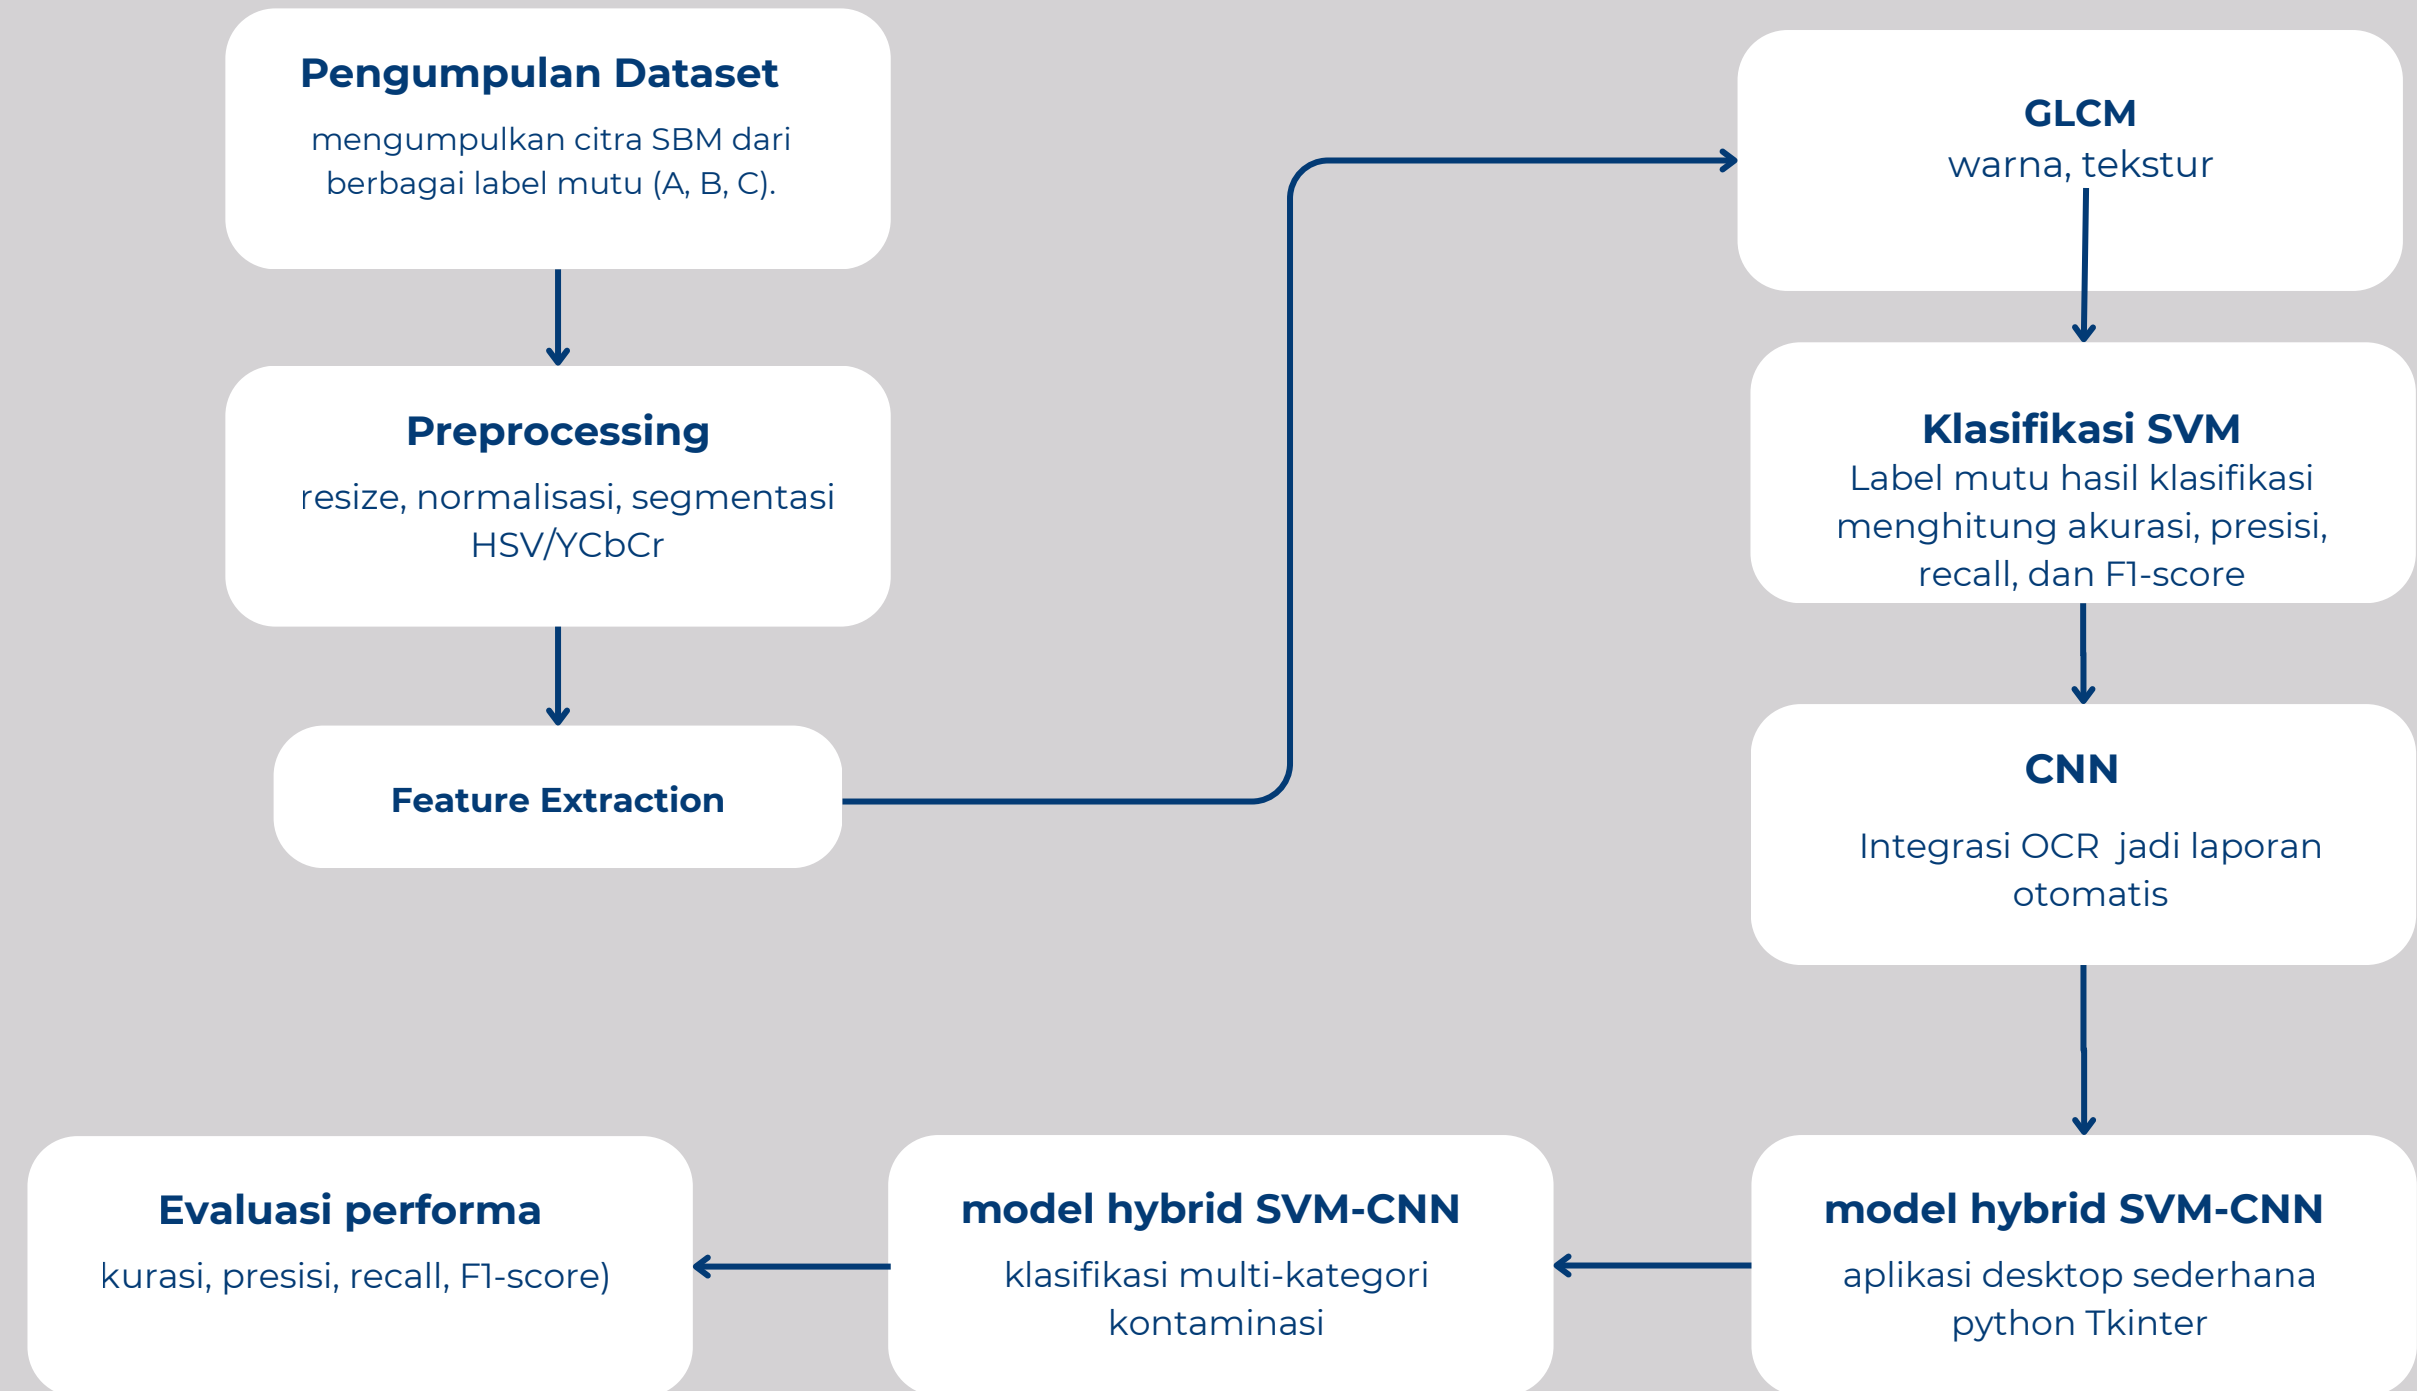 Pengumpulan Dataset
mengumpulkan citra SBM dari
berbagai label mutu (A, B, C).
Preprocessing
resize, normalisasi, segmentasi
HSV/YCbCr
Feature Extraction
GLCM
warna, tekstur
Klasifikasi SVM
Label mutu hasil klasifikasi
menghitung akurasi, presisi,
recall, dan F1-score
CNN
Integrasi OCR jadi laporan
otomatis
model hybrid SVM-CNN
aplikasi desktop sederhana
python Tkinter
model hybrid SVM-CNN
klasifikasi multi-kategori
kontaminasi
Evaluasi performa
kurasi, presisi, recall, F1-score)